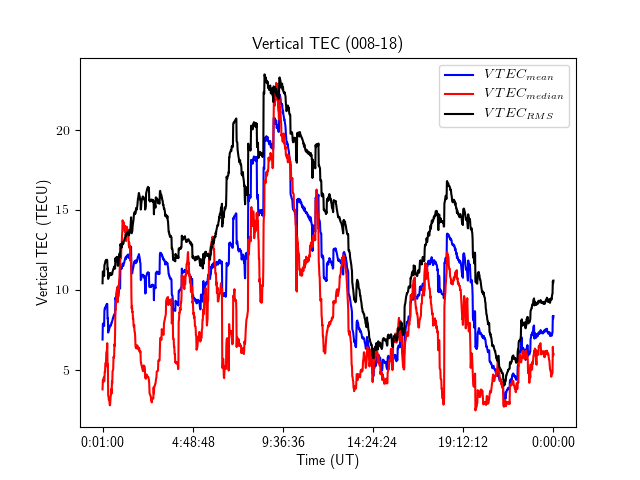 Vertical TEC (008-18)
VTEC_mean
VTEC_median
VTEC_RMS
Vertical TEC (TECU)
20
15
10
5
0:01:00 4:48:48 9:36:36 14:24:24 19:12:12 0:00:00
Time (UT)